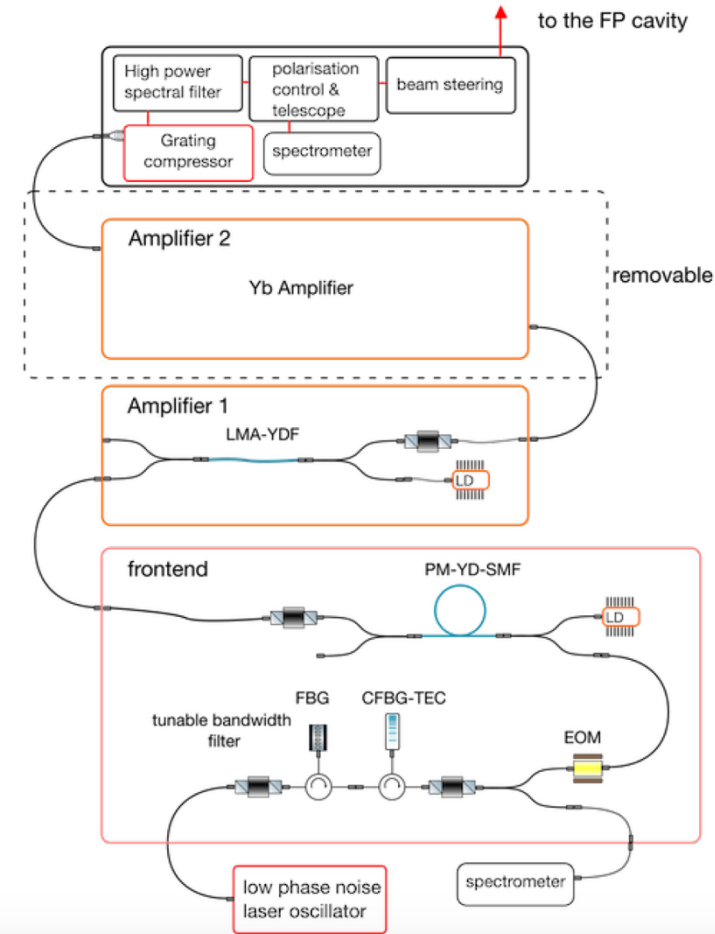 to the FP cavity
High power
spectral filter
polarisation
control &
telescope
beam steering
Grating
compressor
spectrometer
Amplifier 2
Yb Amplifier
removable
Amplifier 1
LMA-YDF
LD
frontend
PM-YD-SMF
LD
FBG
CFBG-TEC
tunable bandwidth
filter
EOM
low phase noise
laser oscillator
spectrometer